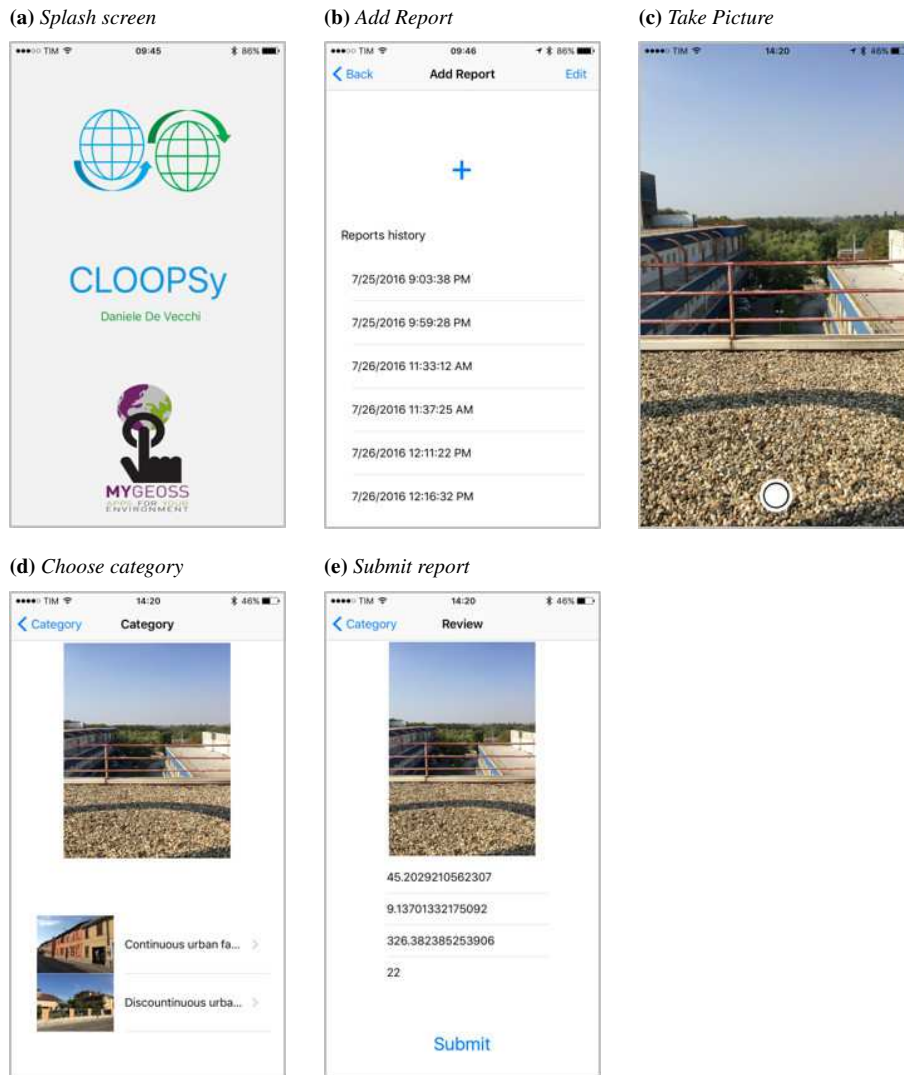 (a) Splash screen
TIM 09:45 86%
CLOOPSy
Daniele De Vecchi
MYGEOSS
APPS FOR YOUR
ENVIRONMENT
(b) Add Report
TIM 09:46 86%
Back Add Report Edit
+
Reports history
7/25/2016 9:03:38 PM
7/25/2016 9:59:28 PM
7/26/2016 11:33:12 AM
7/26/2016 11:37:25 AM
7/26/2016 12:11:22 PM
7/26/2016 12:16:32 PM
(c) Take Picture
TIM 14:20 46%
(d) Choose category
TIM 14:20 46%
Category Category
Continuous urban fa...
Discountinuous urba...
(e) Submit report
TIM 14:20 46%
Category Review
45.2029210562307
9.13701332175092
326.382385253906
22
Submit